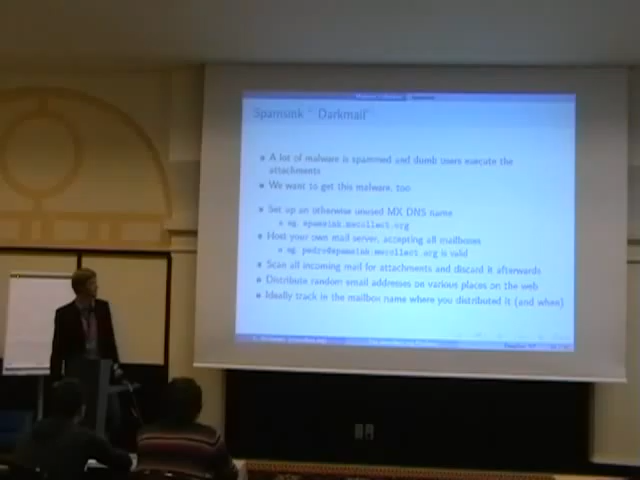 Spamsink " Darkmail"
A lot of malware is spammed and dumb users execute the
attachments
We want to get this malware, too
Set up an otherwise unused MX DNS name
eg. spamsink.mwcollect.org
Host your own mail server, accepting all mailboxes
eg. pedro@spamsink.mwcollect.org is valid
Scan all incoming mail for attachments and discard it afterwards
Distribute random email addresses on various places on the web
Ideally track in the mailbox name where you distributed it (and when)